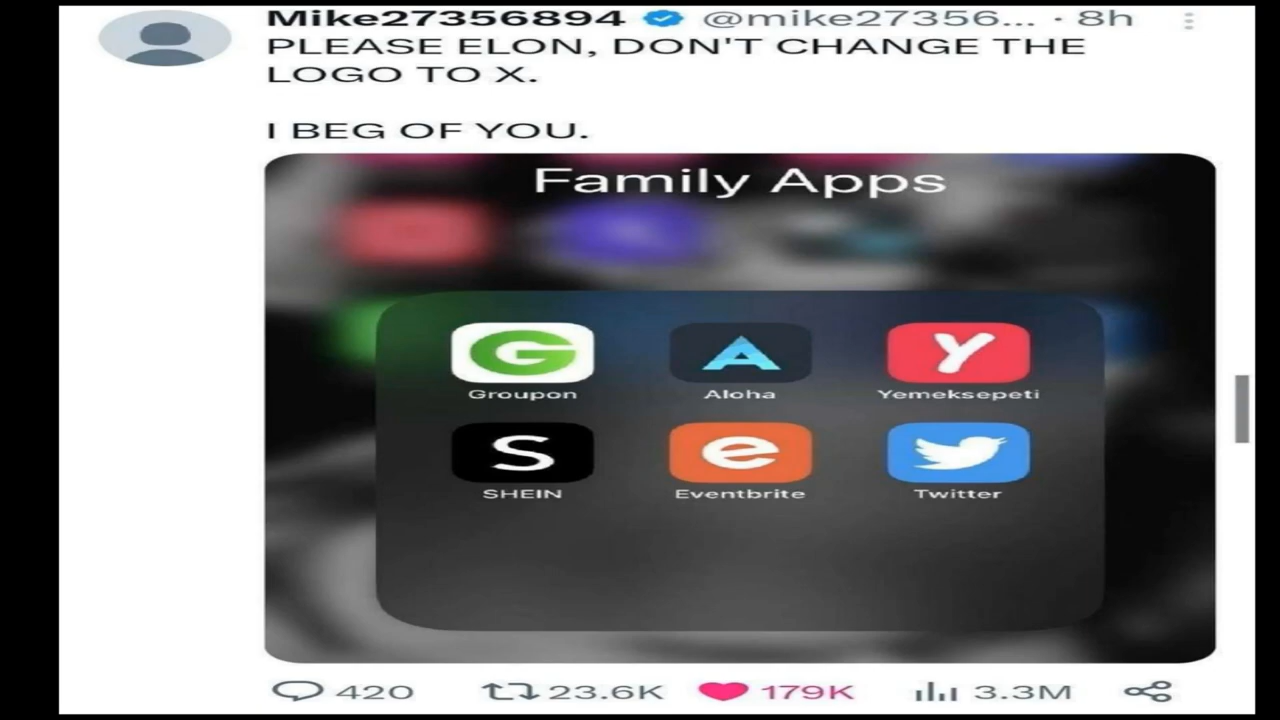 Mike27356894 @mike27356... · 8h
PLEASE ELON, DON'T CHANGE THE
LOGO TO X.
I BEG OF YOU.
Family Apps
G A Y
Groupon Aloha Yemeksepeti
S e
SHEIN Eventbrite Twitter
420 23.6K 179K 3.3M